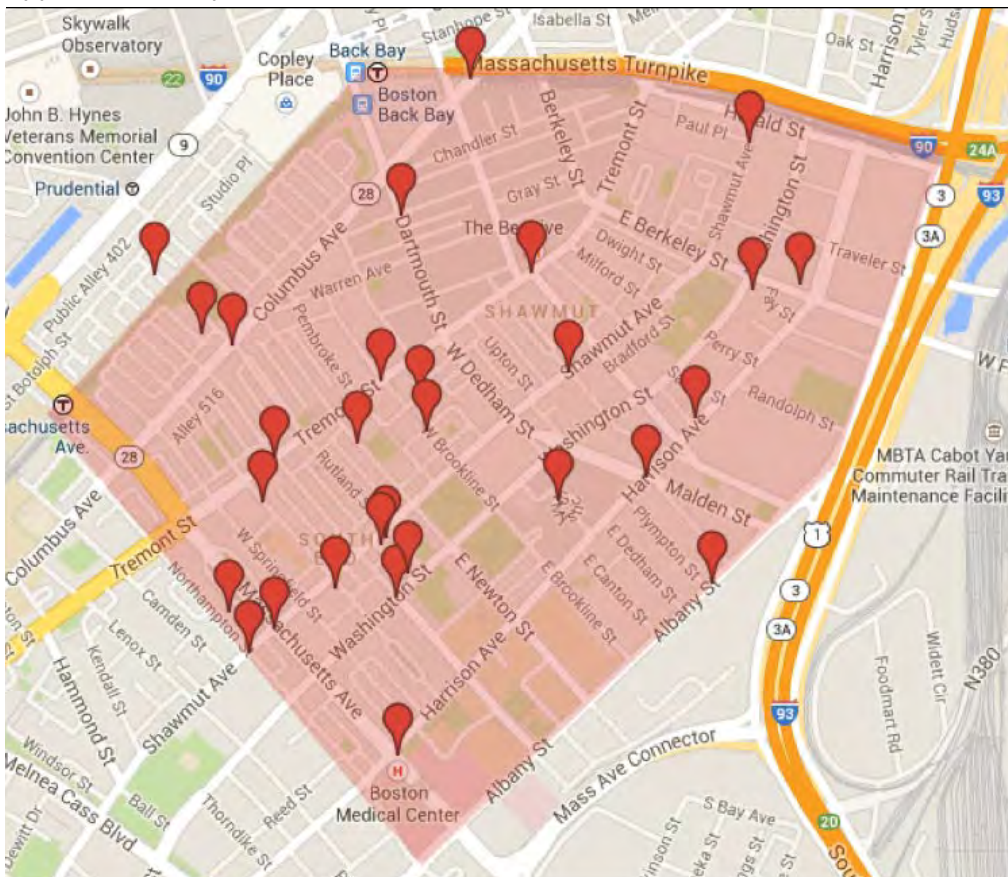 Isabella St
Stanhope St
Skywalk
Observatory
Oak St
Tyler St
Harrison
Copley
Place
Back Bay
22
90
Massachusetts Turnpike
Boston
Back Bay
John B. Hynes
Veterans Memorial
Convention Center
9
Prudential
Studio Pl
Public Alley 402
Chandler St
Berkeley St
Tremont St
Paul Pl
Herald St
Shawmut Ave
Washington St
90
24A
93
3
3A
28
Gray St
Columbus Ave
Dartmouth St
E Berkeley St
Dwight St
Milford St
Traveler St
Warren Ave
SHAWMUT
Fay St
Pembroke St
Upton St
Shawmut Ave
Bradford St
Perry St
W Dedham St
Washington St
Randolph St
St Botolph St
Alley 516
Tremont St
Massachusetts
Ave.
28
Rutland
W Brookline St
Harrison Ave
Malden St
MBTA Cabot Yard
Commuter Rail
Maintenance Facility
Columbus Ave
Tremont St
SOUTH
END
W Springfield St
Plympton St
E Dedham St
E Canton St
E Brookline St
E Newton St
Albany St
1
3
3A
Northampton
Camden St
Lenox St
Kendall St
Hammond St
Massachusetts Ave
Washington St
Harrison Ave
Shawmut Ave
Widett Cir
Foodmart Rd
N380
93
Windsor St
Melnea Cass Blvd
Ball St
Thorndike St
Reed St
Dewitt Dr
H
Boston
Medical Center
Albany St
Mass Ave Connector
S Bay Ave
20